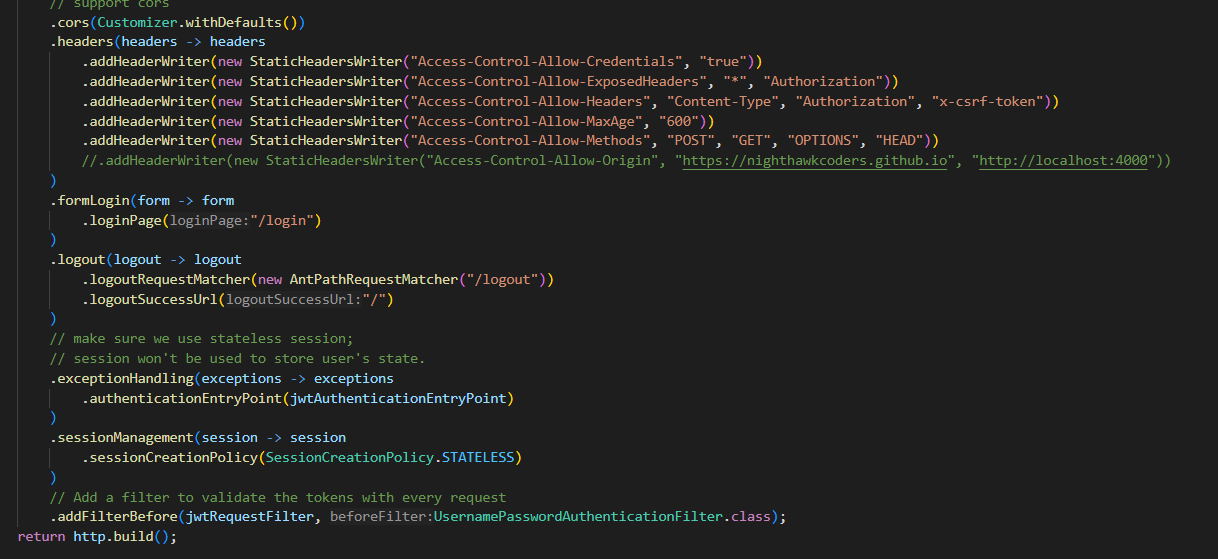 // support cors
.cors(Customizer.withDefaults())
.headers(headers -> headers
.addHeaderWriter(new StaticHeadersWriter("Access-Control-Allow-Credentials", "true"))
.addHeaderWriter(new StaticHeadersWriter("Access-Control-Allow-ExposedHeaders", "*", "Authorization"))
.addHeaderWriter(new StaticHeadersWriter("Access-Control-Allow-Headers", "Content-Type", "Authorization", "x-csrf-token"))
.addHeaderWriter(new StaticHeadersWriter("Access-Control-Allow-MaxAge", "600"))
.addHeaderWriter(new StaticHeadersWriter("Access-Control-Allow-Methods", "POST", "GET", "OPTIONS", "HEAD"))
//.addHeaderWriter(new StaticHeadersWriter("Access-Control-Allow-Origin", "https://nighthawkcoders.github.io", "http://localhost:4000"))
)
.formLogin(form -> form
.loginPage(loginPage:"/login")
)
.logout(logout -> logout
.logoutRequestMatcher(new AntPathRequestMatcher("/logout"))
.logoutSuccessUrl(logoutSuccessUrl:"/")
)
// make sure we use stateless session;
// session won't be used to store user's state.
.exceptionHandling(exceptions -> exceptions
.authenticationEntryPoint(jwtAuthenticationEntryPoint)
)
.sessionManagement(session -> session
.sessionCreationPolicy(SessionCreationPolicy.STATELESS)
)
// Add a filter to validate the tokens with every request
.addFilterBefore(jwtRequestFilter, beforeFilter:UsernamePasswordAuthenticationFilter.class);
return http.build();